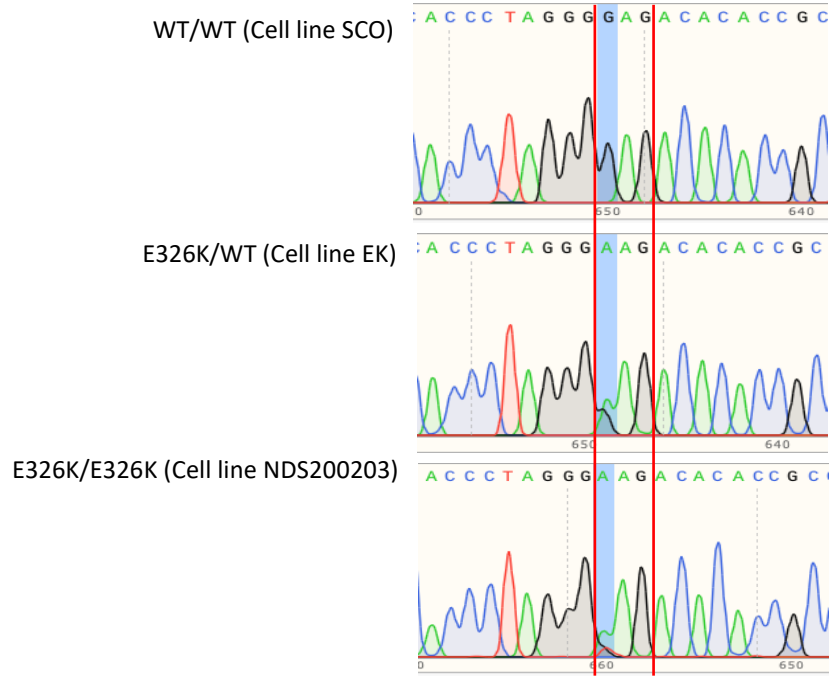 WT/WT (Cell line SCO)
A C C C T A G G G G A G A C A C A C C G C
0 650 640
E326K/WT (Cell line EK)
A C C C T A G G G A A G A C A C A C C G C
650 640
E326K/E326K (Cell line NDS200203)
A C C C T A G G G A A G A C A C A C C G C
0 660 650